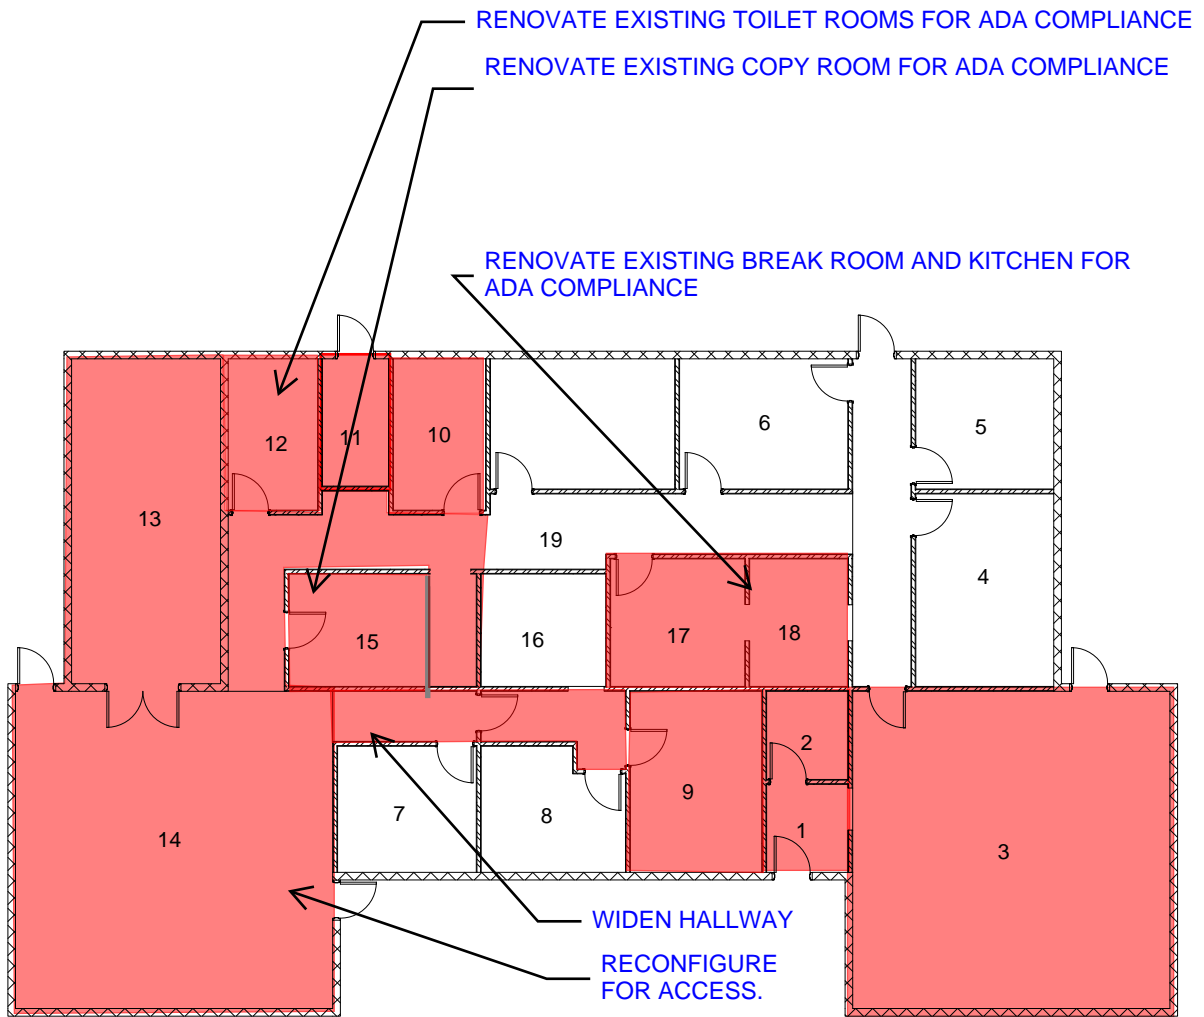 RENOVATE EXISTING TOILET ROOMS FOR ADA COMPLIANCE
RENOVATE EXISTING COPY ROOM FOR ADA COMPLIANCE
RENOVATE EXISTING BREAK ROOM AND KITCHEN FOR
ADA COMPLIANCE
12
11
10
6
5
13
19
4
15
16
17
18
2
14
7
8
9
1
3
WIDEN HALLWAY
RECONFIGURE
FOR ACCESS.